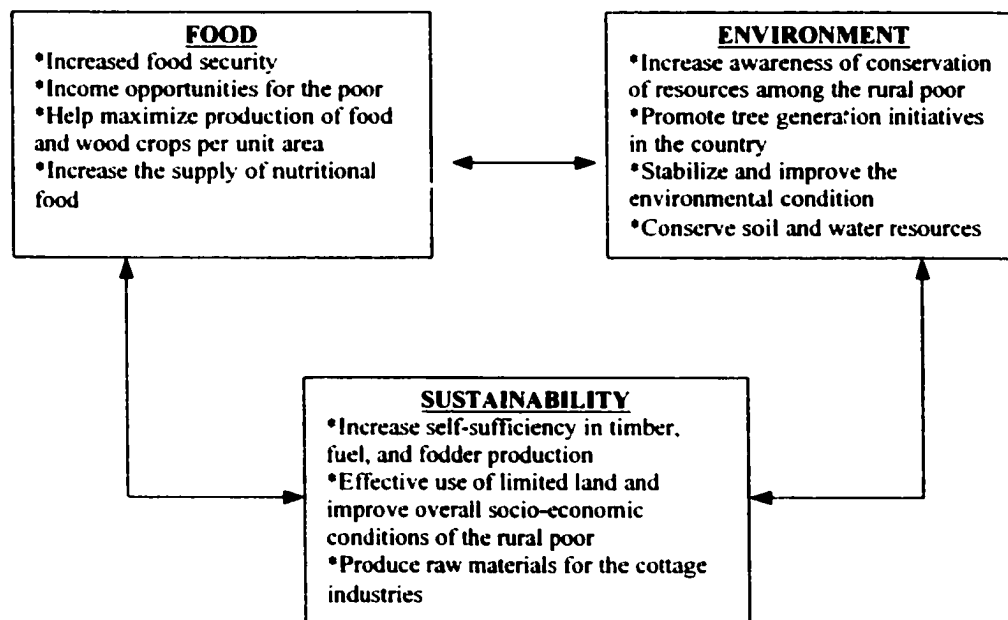 FOOD
*Increased food security
*Income opportunities for the poor
*Help maximize production of food
and wood crops per unit area
*Increase the supply of nutritional
food
ENVIRONMENT
*Increase awareness of conservation
of resources among the rural poor
*Promote tree generation initiatives
in the country
*Stabilize and improve the
environmental condition
*Conserve soil and water resources
SUSTAINABILITY
*Increase self-sufficiency in timber,
fuel, and fodder production
*Effective use of limited land and
improve overall socio-economic
conditions of the rural poor
*Produce raw materials for the cottage
industries